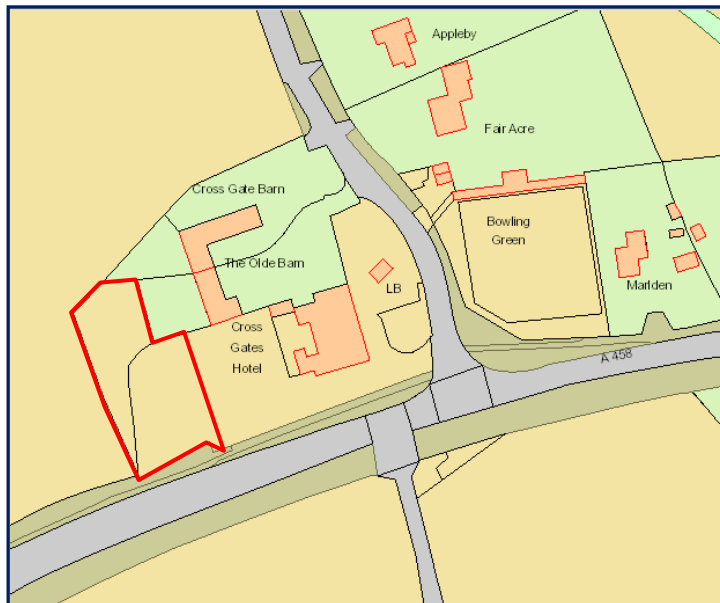 Appleby
Fair Acre
Cross Gate Barn
Bowling
Green
The Olde Barn
LB
Marlden
Cross
Gates
Hotel
A 458